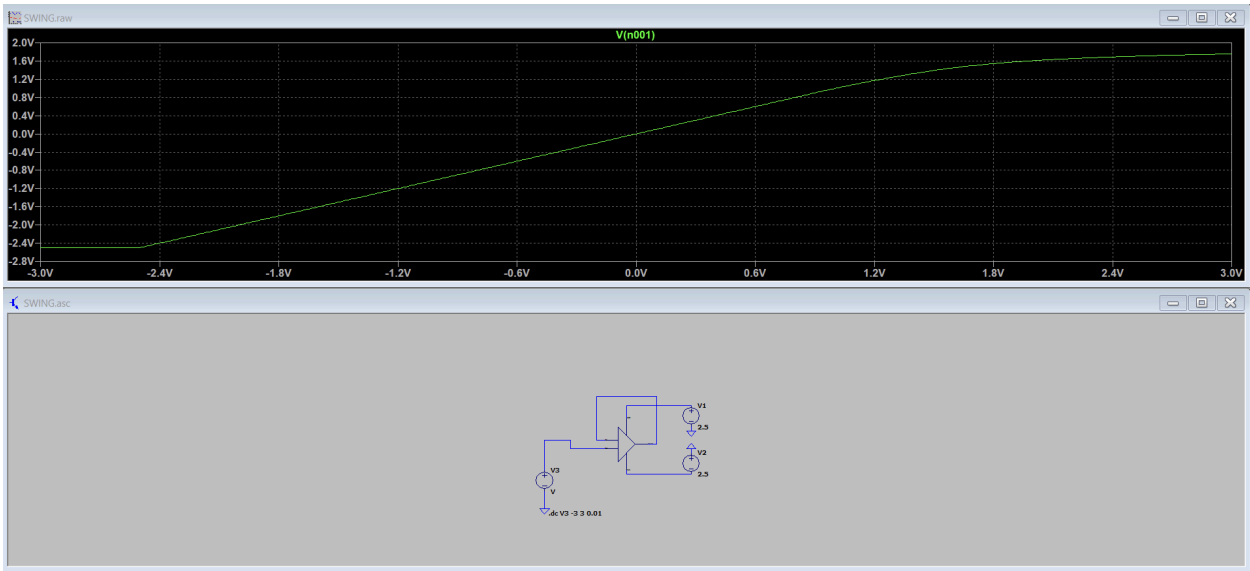 SWING.raw
V(n001)
2.0V
1.6V
1.2V
0.8V
0.4V
0.0V
-0.4V
-0.8V
-1.2V
-1.6V
-2.0V
-2.4V
-2.8V
-3.0V -2.4V -1.8V -1.2V -0.6V 0.0V 0.6V 1.2V 1.8V 2.4V 3.0V
SWING.asc
V1
2.5
V2
2.5
V3
V
.dc V3 -3 3 0.01